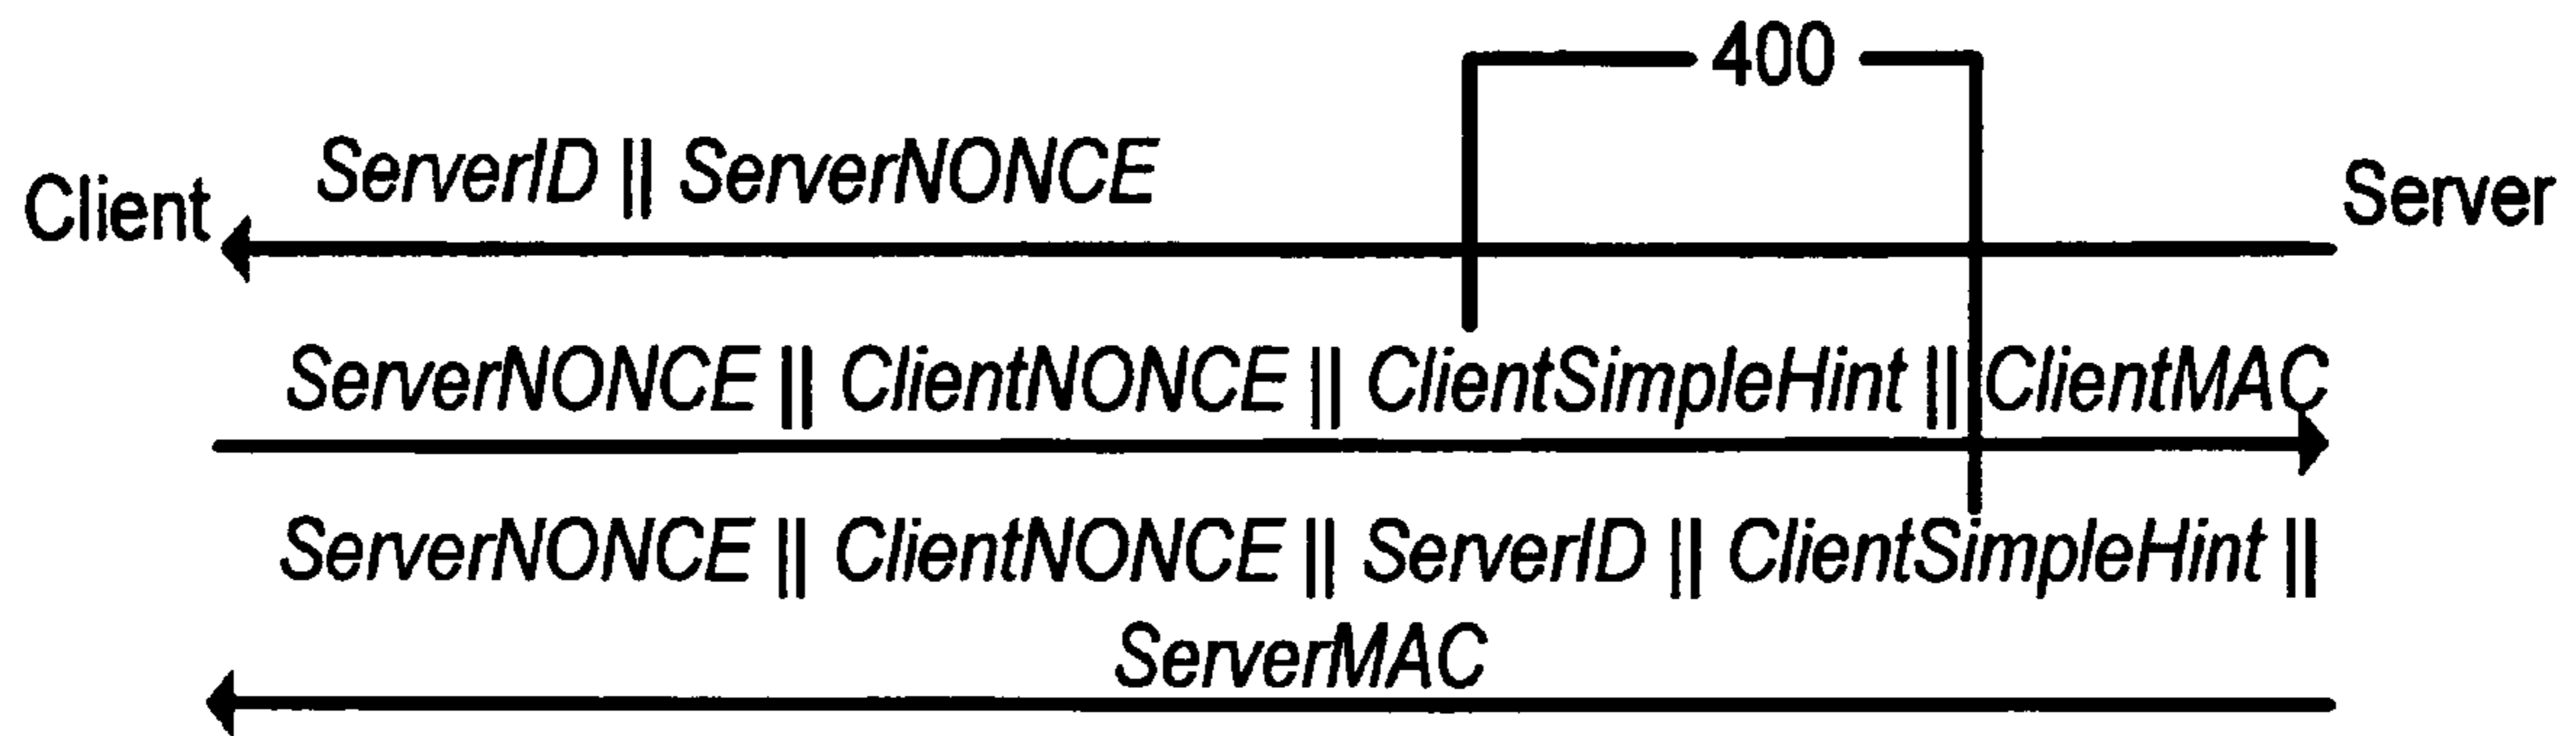 400
ServerID || ServerNONCE
Client
Server
ServerNONCE || ClientNONCE || ClientSimpleHint || ClientMAC
ServerNONCE || ClientNONCE || ServerID || ClientSimpleHint ||
ServerMAC